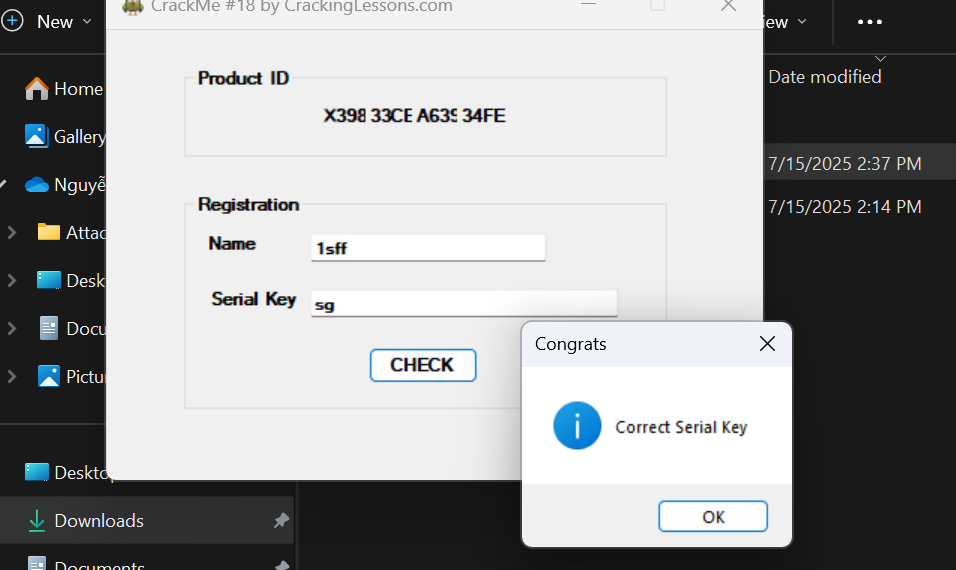 New
CrackMe #18 by CrackingLessons.com
iew
Home
Gallery
Nguyễ
Attac
Desk
Docu
Pictu
Desktop
Downloads
Documents
Product ID
X398 33CE A639 34FE
Registration
Name
1sff
Serial Key
sg
CHECK
Congrats
Correct Serial Key
OK
Date modified
7/15/2025 2:37 PM
7/15/2025 2:14 PM